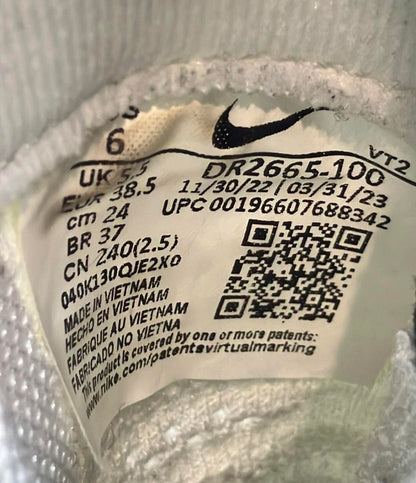 6
UK 5.5
EUR 38.5
cm 24
BR 37
CN 240(2.5)
040K130QJE2X0
MADE IN VIETNAM
HECHO EN VIETNAM
FABRIQUE AU VIETNAM
FABRICADO NO VIETNA
This product is covered by one or more patents:
www.nike.com/patentsvirtualmarking
VT2
DR2665-100
11/30/22 | 03/31/23
UPC 00196607688342